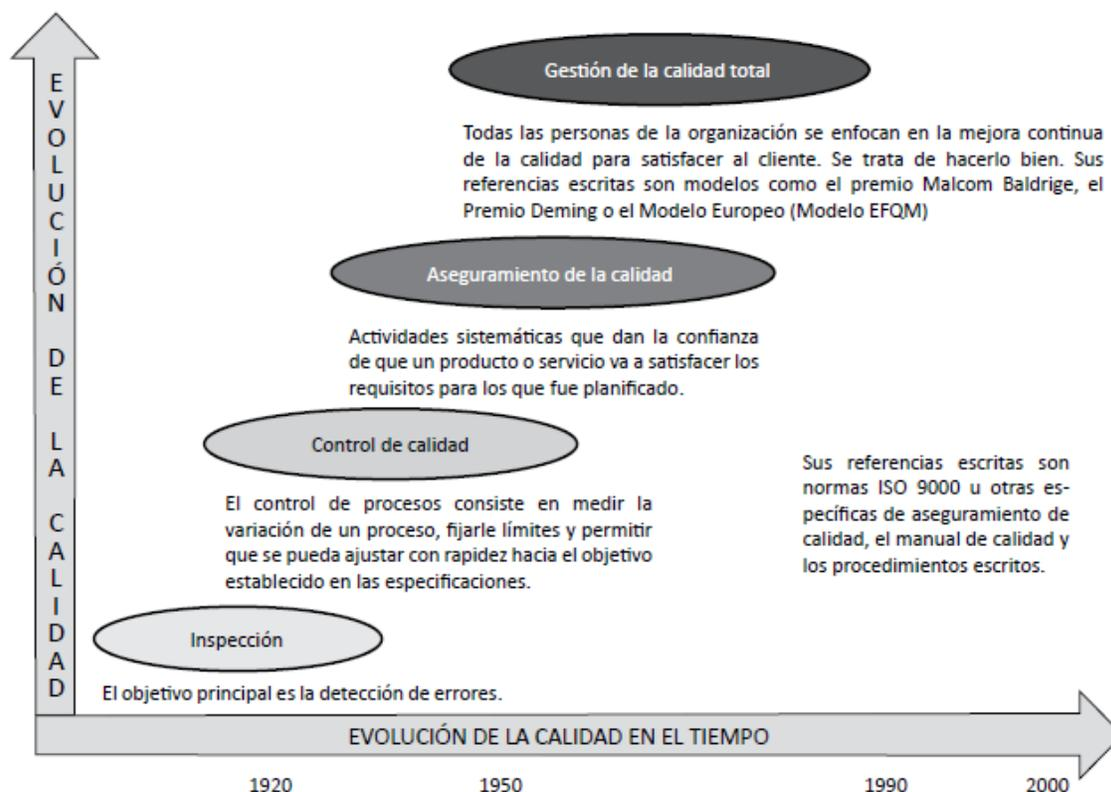 EVOLUCIÓN DE LA CALIDAD
Gestión de la calidad total
Todas las personas de la organización se enfocan en la mejora continua
de la calidad para satisfacer al cliente. Se trata de hacerlo bien. Sus
referencias escritas son modelos como el premio Malcom Baldrige, el
Premio Deming o el Modelo Europeo (Modelo EFQM)
Aseguramiento de la calidad
Actividades sistemáticas que dan la confianza
de que un producto o servicio va a satisfacer los
requisitos para los que fue planificado.
Control de calidad
El control de procesos consiste en medir la
variación de un proceso, fijarle límites y permitir
que se pueda ajustar con rapidez hacia el objetivo
establecido en las especificaciones.
Sus referencias escritas son
normas ISO 9000 u otras es-
pecíficas de aseguramiento de
calidad, el manual de calidad y
los procedimientos escritos.
Inspección
El objetivo principal es la detección de errores.
EVOLUCIÓN DE LA CALIDAD EN EL TIEMPO
1920 1950 1990 2000